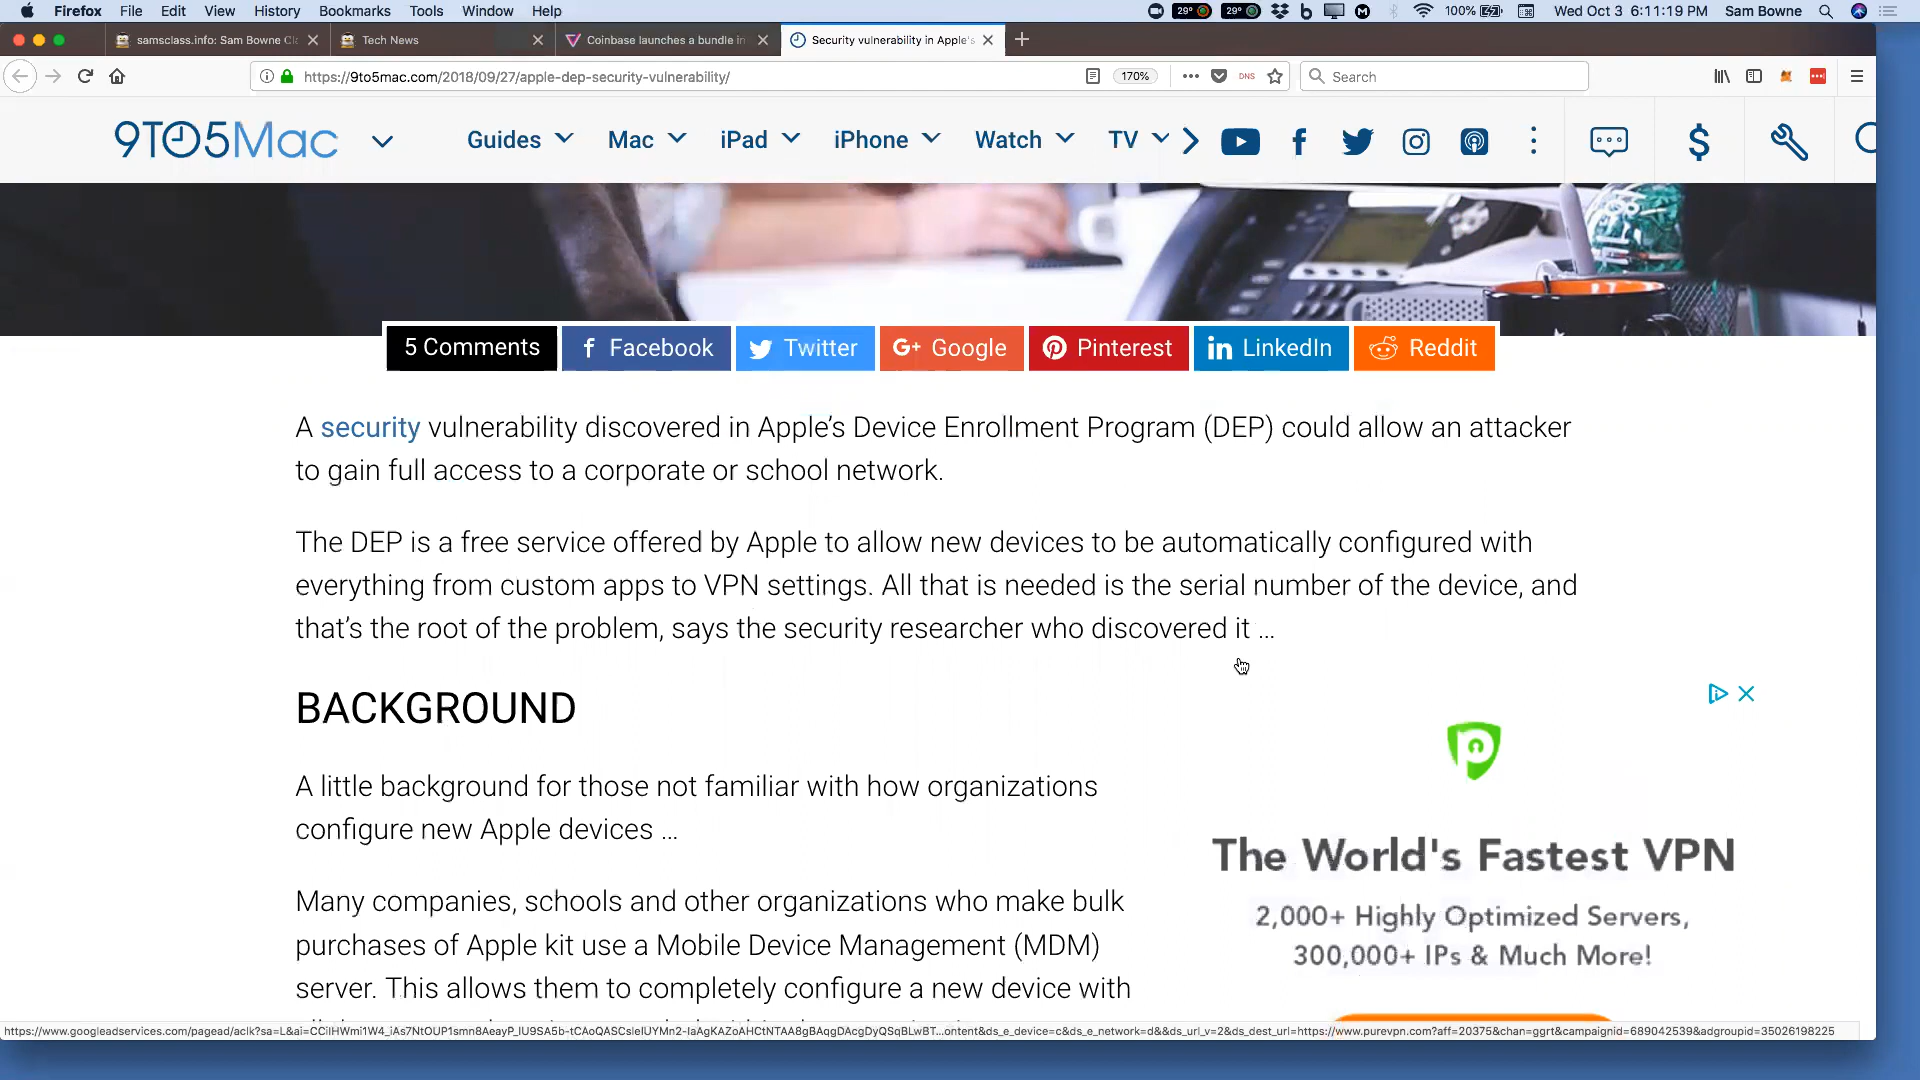 Firefox File Edit View History Bookmarks Tools Window Help 29° 29° 100% Wed Oct 3 6:11:19 PM Sam Bowne
samsclass.info: Sam Bowne Cl Tech News Coinbase launches a bundle in Security vulnerability in Apple's
https://9to5mac.com/2018/09/27/apple-dep-security-vulnerability/ 170% DNS Search
9TO5Mac Guides Mac iPad iPhone Watch TV
5 Comments Facebook Twitter G+ Google Pinterest LinkedIn Reddit
A security vulnerability discovered in Apple’s Device Enrollment Program (DEP) could allow an attacker
to gain full access to a corporate or school network.
The DEP is a free service offered by Apple to allow new devices to be automatically configured with
everything from custom apps to VPN settings. All that is needed is the serial number of the device, and
that’s the root of the problem, says the security researcher who discovered it …
BACKGROUND
A little background for those not familiar with how organizations
configure new Apple devices …
Many companies, schools and other organizations who make bulk
purchases of Apple kit use a Mobile Device Management (MDM)
server. This allows them to completely configure a new device with
The World's Fastest VPN
2,000+ Highly Optimized Servers,
300,000+ IPs & Much More!